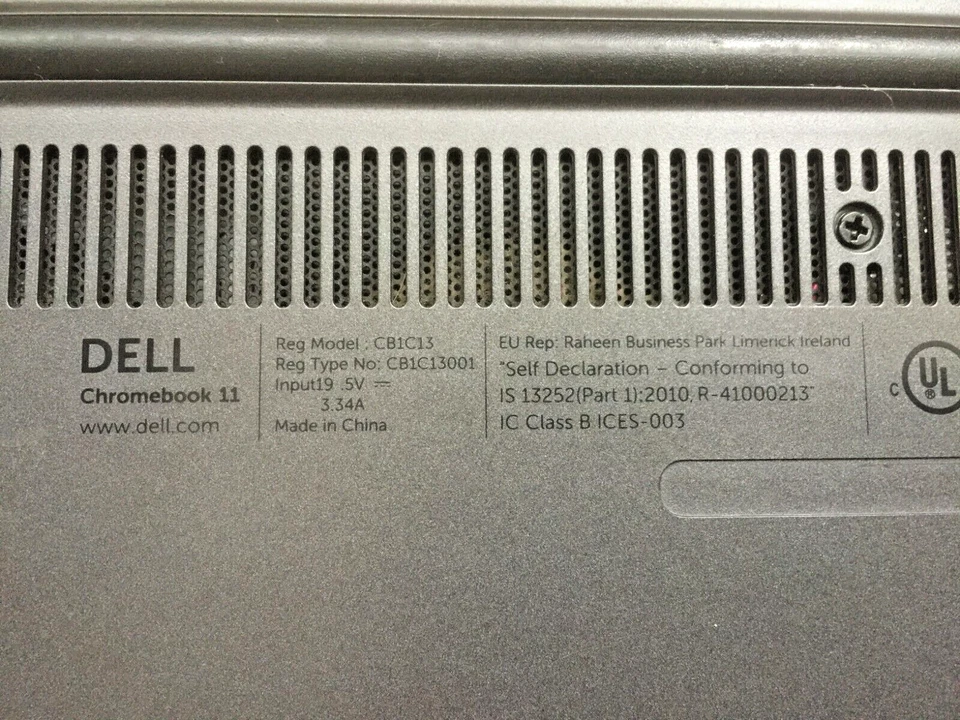 DELL
Chromebook 11
www.dell.com
Reg Model : CB1C13
Reg Type No: CB1C13001
Input19 .5V ⎓
3.34A
Made in China
EU Rep: Raheen Business Park Limerick Ireland
"Self Declaration – Conforming to
IS 13252(Part 1):2010, R-41000213"
IC Class B ICES-003
c UL ®